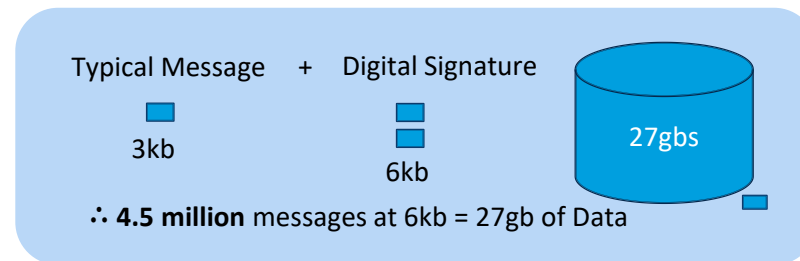 Typical Message + Digital Signature
3kb
6kb
27gbs
∴ 4.5 million messages at 6kb = 27gb of Data